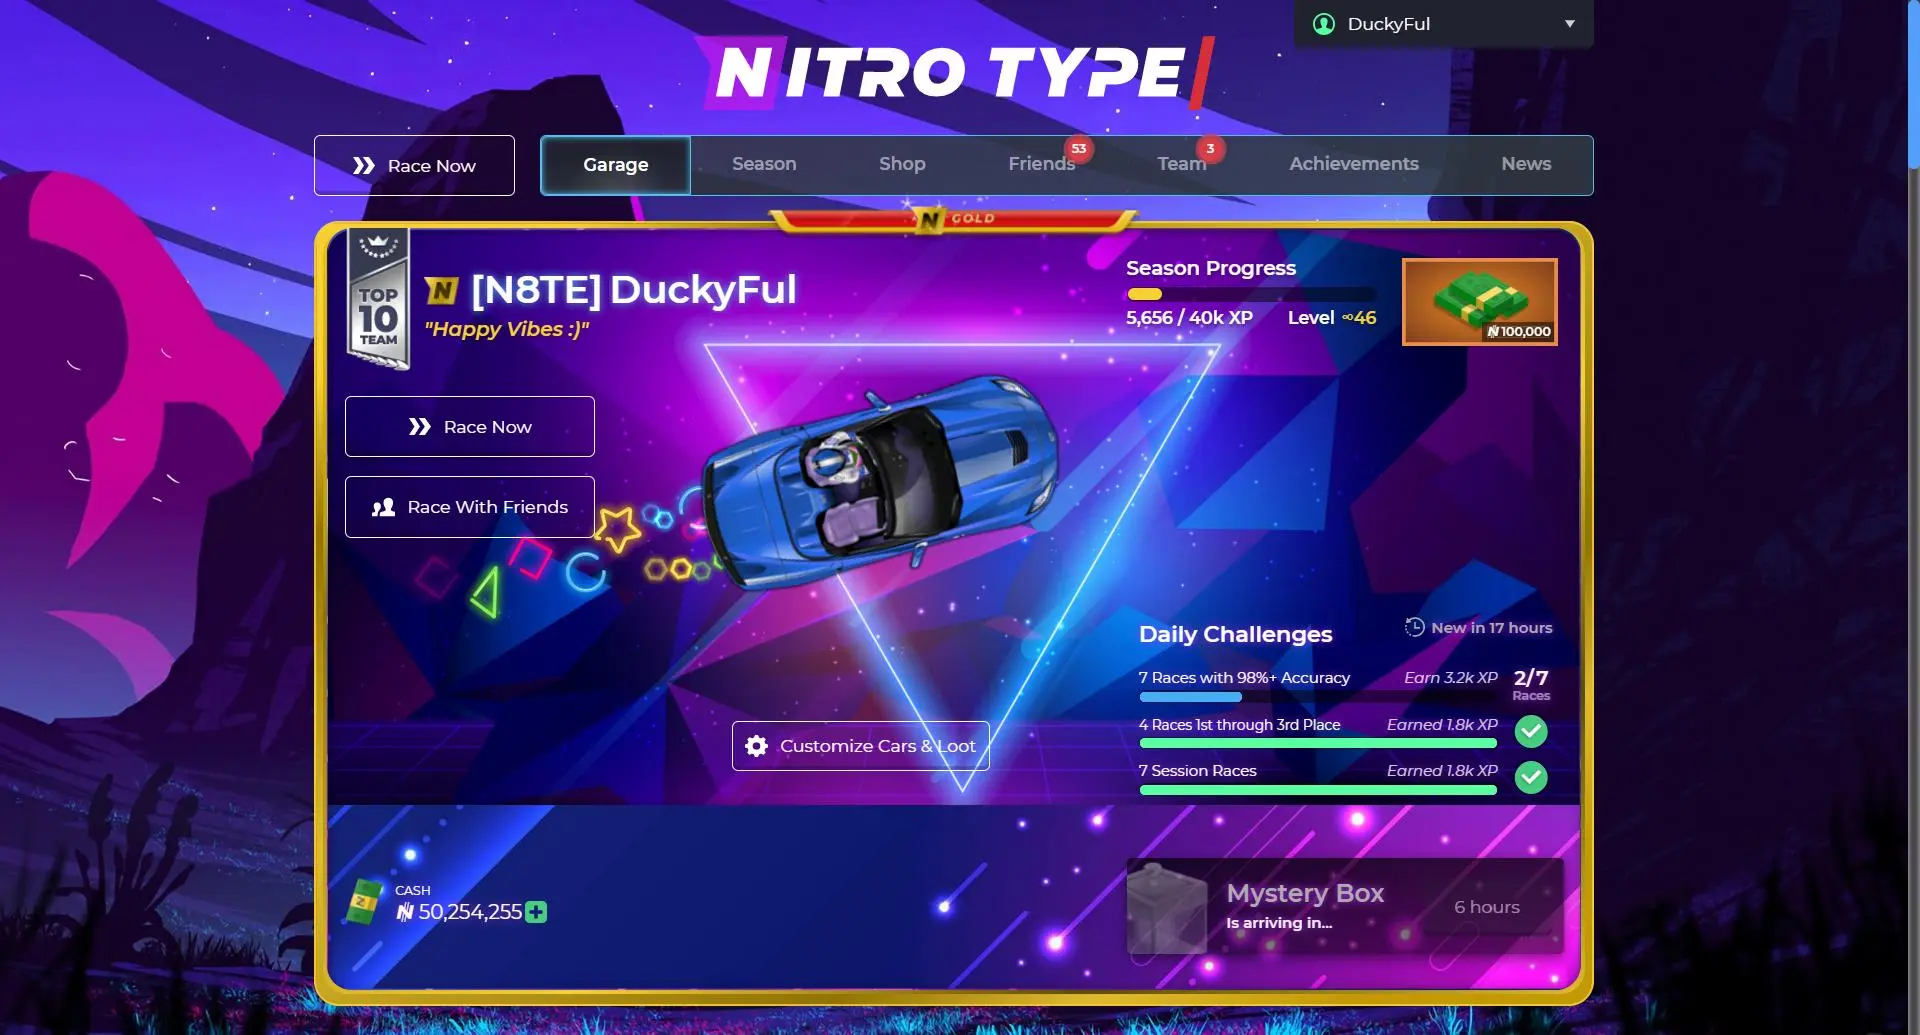 DuckyFul
NITRO TYPE
Race Now
Garage
Season
Shop
Friends
53
Team
3
Achievements
News
N GOLD
TOP
10
TEAM
N [N8TE] DuckyFul
"Happy Vibes :)"
Season Progress
5,656 / 40k XP
Level ∞46
N 100,000
Race Now
Race With Friends
Customize Cars & Loot
Daily Challenges
New in 17 hours
7 Races with 98%+ Accuracy
Earn 3.2k XP
2/7
Races
4 Races 1st through 3rd Place
Earned 1.8k XP
7 Session Races
Earned 1.8k XP
CASH
N 50,254,255
Mystery Box
Is arriving in...
6 hours